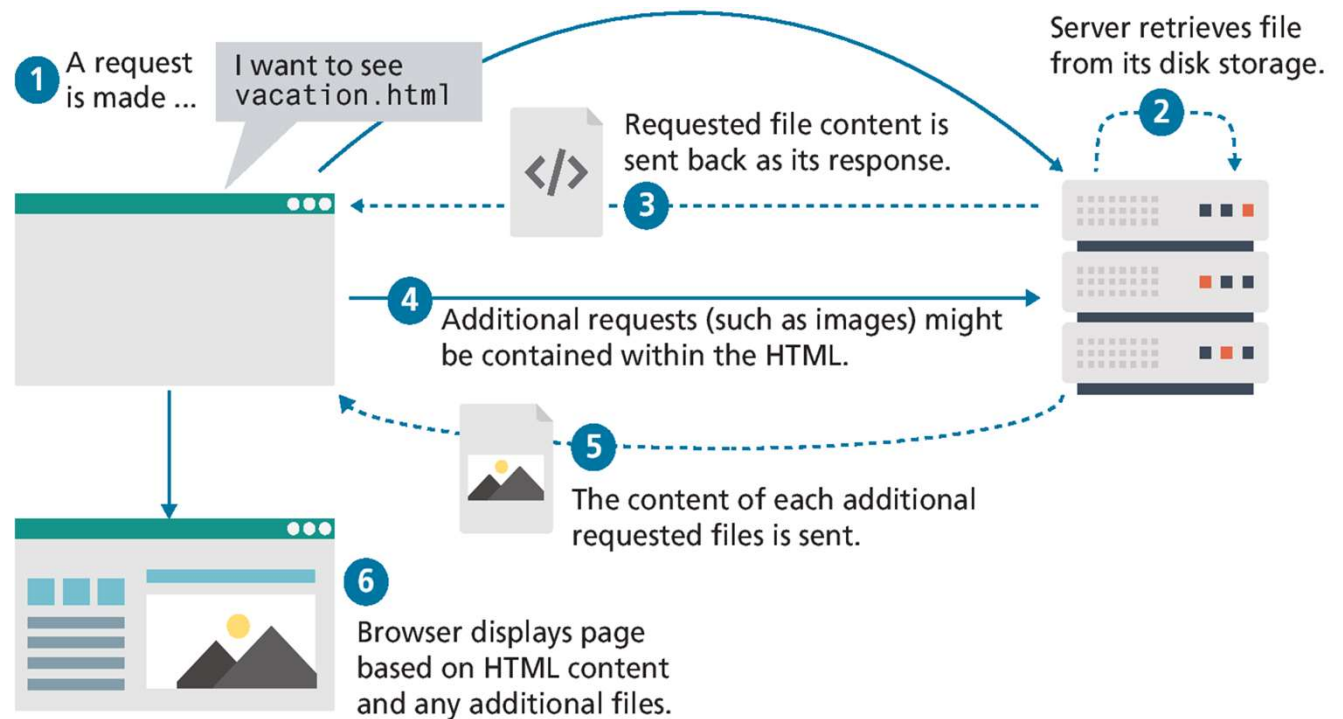 1
A request
is made ...
I want to see
vacation.html
Server retrieves file
from its disk storage.
2
Requested file content is
sent back as its response.
</>
3
4
Additional requests (such as images) might
be contained within the HTML.
5
The content of each additional
requested files is sent.
6
Browser displays page
based on HTML content
and any additional files.